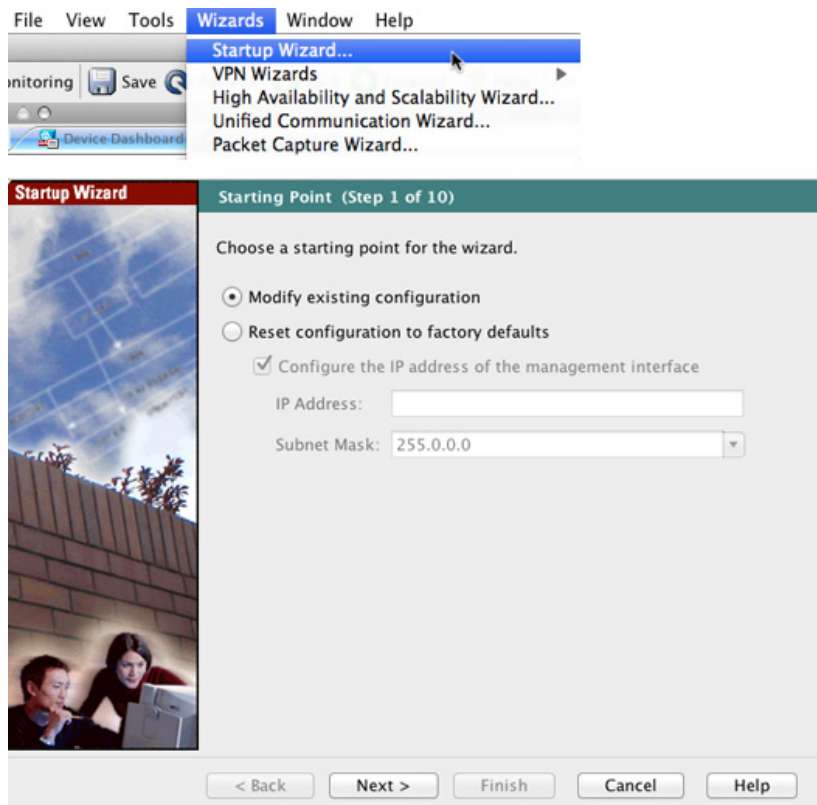 File View Tools Wizards Window Help
Startup Wizard...
onitoring Save
VPN Wizards
High Availability and Scalability Wizard...
Device Dashboard
Unified Communication Wizard...
Packet Capture Wizard...
Startup Wizard
Starting Point (Step 1 of 10)
Choose a starting point for the wizard.
Modify existing configuration
Reset configuration to factory defaults
Configure the IP address of the management interface
IP Address:
Subnet Mask: 255.0.0.0
< Back Next > Finish Cancel Help